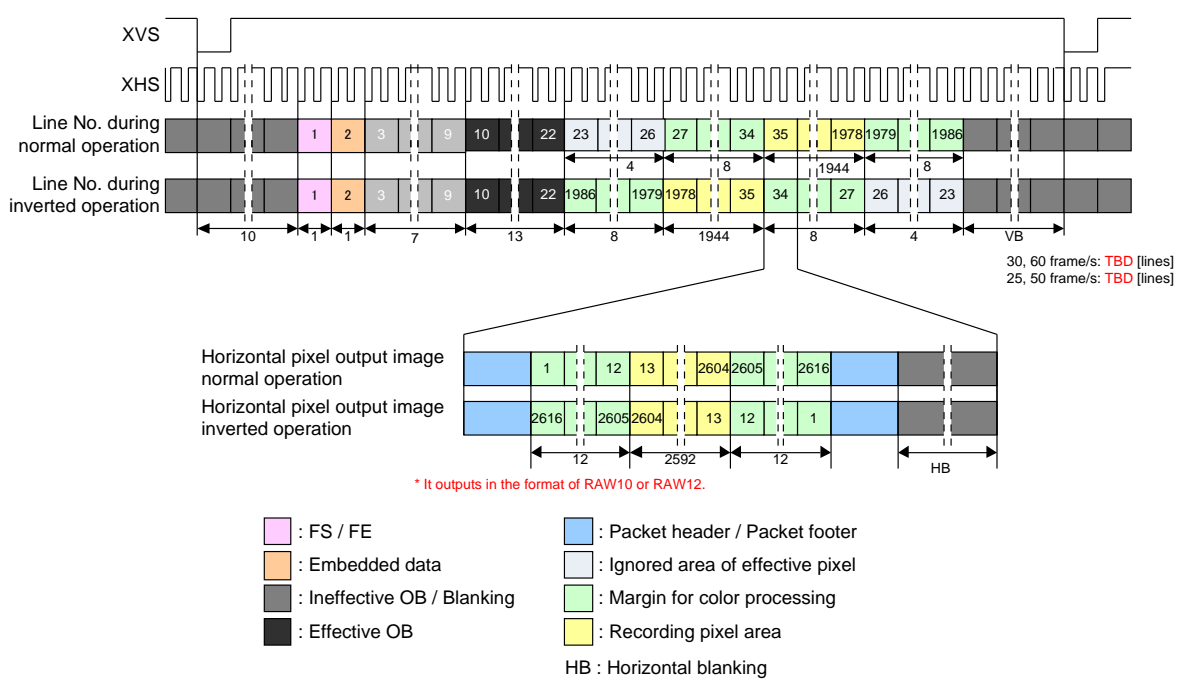 XVS
XHS
Line No. during
normal operation
1 2 3 9 10 22 23 26 27 34 35 1978 1979 1986
4 8 1944 8
Line No. during
inverted operation
1 2 3 9 10 22 1986 1979 1978 35 34 27 26 23
10 1 1 7 13 8 1944 8 4 VB
30, 60 frame/s: TBD [lines]
25, 50 frame/s: TBD [lines]
Horizontal pixel output image
normal operation
1 12 13 2604 2605 2616
Horizontal pixel output image
inverted operation
2616 2605 2604 13 12 1
12 2592 12 HB
* It outputs in the format of RAW10 or RAW12.
: FS / FE
: Embedded data
: Ineffective OB / Blanking
: Effective OB
: Packet header / Packet footer
: Ignored area of effective pixel
: Margin for color processing
: Recording pixel area
HB : Horizontal blanking